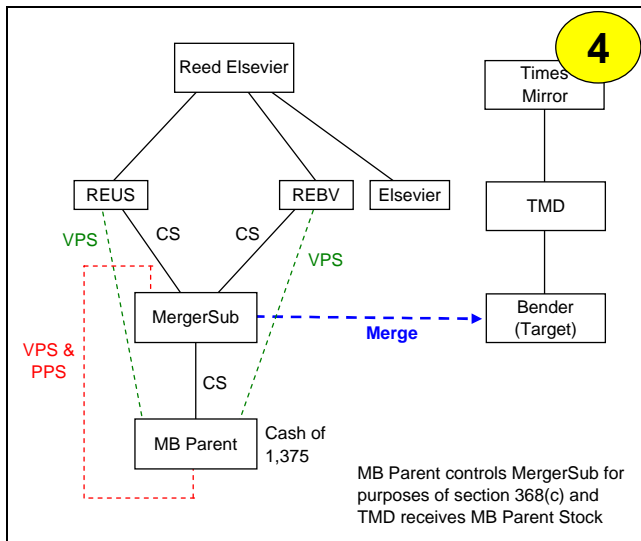 4
Reed Elsevier
Times
Mirror
REUS
REBV
Elsevier
TMD
VPS
CS
CS
VPS
MergerSub
Merge
Bender
(Target)
VPS &
PPS
CS
MB Parent
Cash of
1,375
MB Parent controls MergerSub for
purposes of section 368(c) and
TMD receives MB Parent Stock